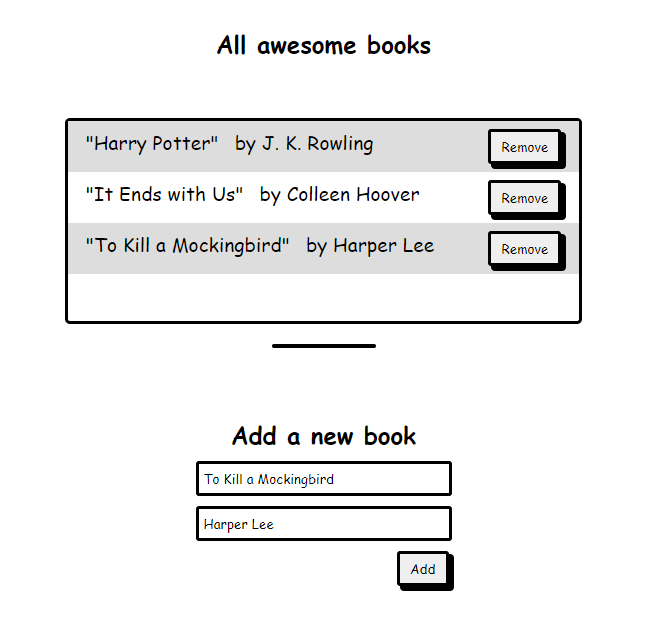 All awesome books
"Harry Potter" by J. K. Rowling Remove
"It Ends with Us" by Colleen Hoover Remove
"To Kill a Mockingbird" by Harper Lee Remove
Add a new book
To Kill a Mockingbird
Harper Lee
Add